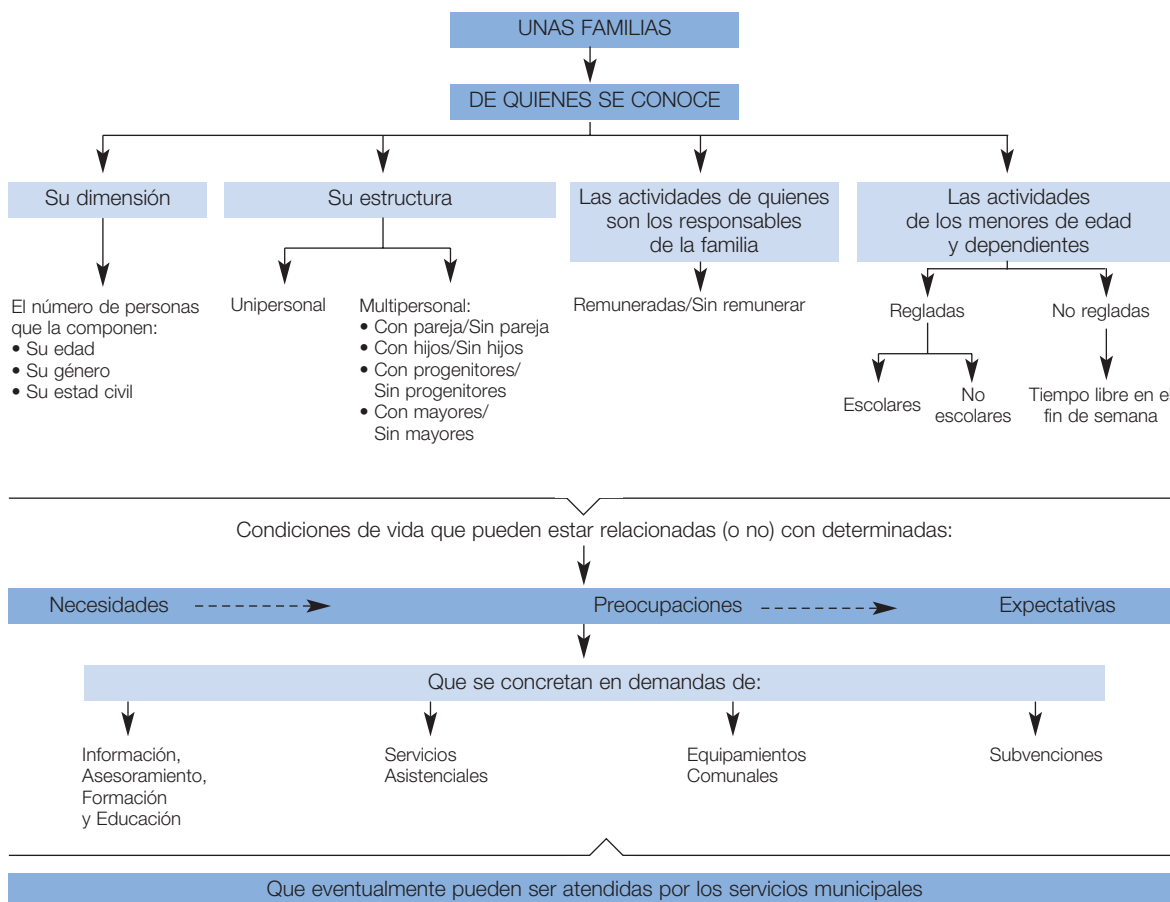 UNAS FAMILIAS
DE QUIENES SE CONOCE
Su dimensión
El número de personas
que la componen:
• Su edad
• Su género
• Su estad civil
Su estructura
Unipersonal
Multipersonal:
• Con pareja/Sin pareja
• Con hijos/Sin hijos
• Con progenitores/
Sin progenitores
• Con mayores/
Sin mayores
Las actividades de quienes
son los responsables
de la familia
Remuneradas/Sin remunerar
Las actividades
de los menores de edad
y dependientes
Regladas
Escolares
No
escolares
No regladas
Tiempo libre en el
fin de semana
Condiciones de vida que pueden estar relacionadas (o no) con determinadas:
Necesidades
Preocupaciones
Expectativas
Que se concretan en demandas de:
Información,
Asesoramiento,
Formación
y Educación
Servicios
Asistenciales
Equipamientos
Comunales
Subvenciones
Que eventualmente pueden ser atendidas por los servicios municipales